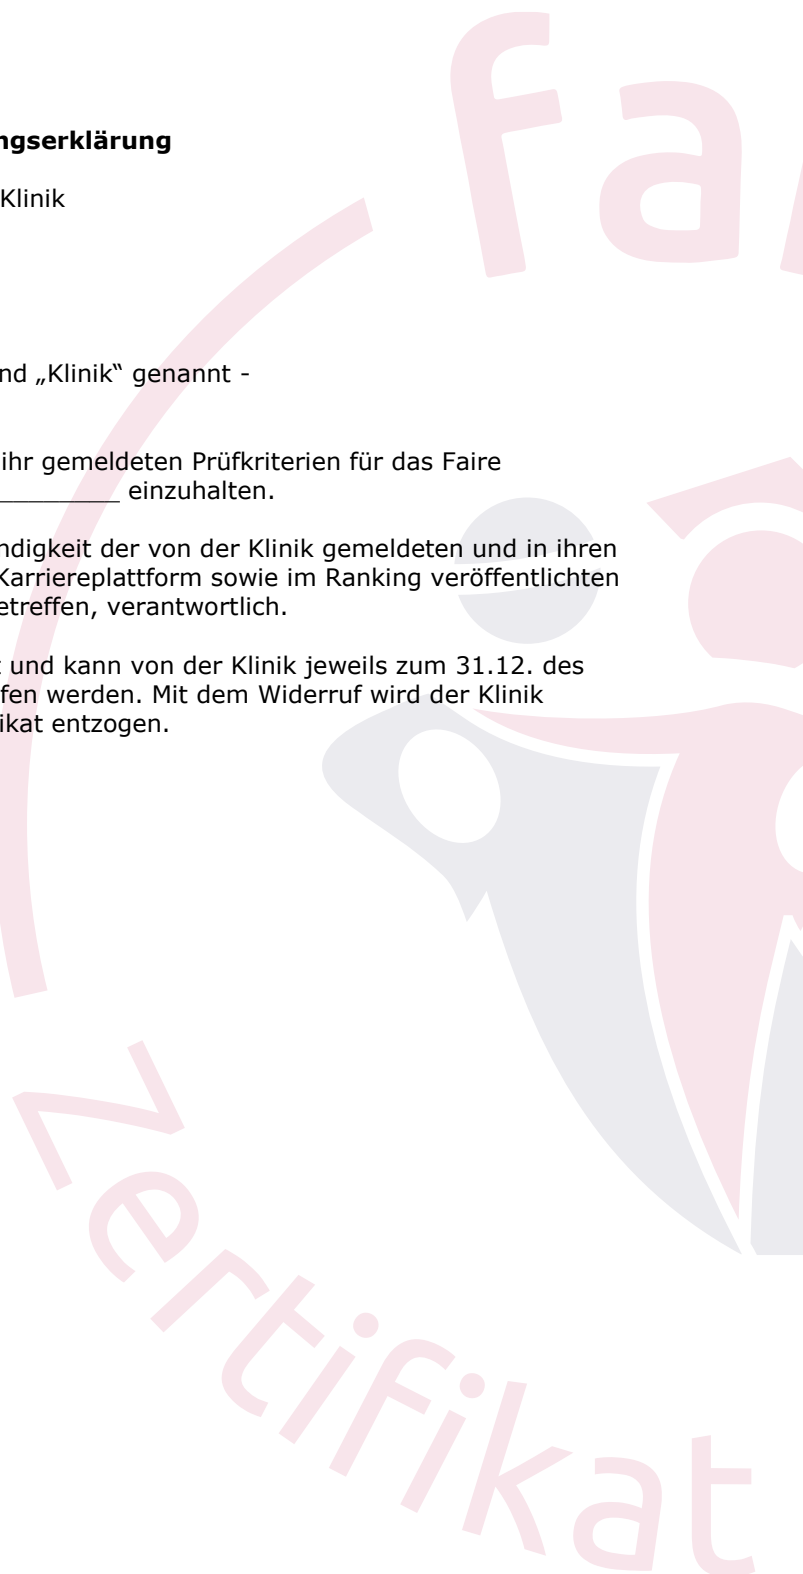 ngserklärung
Klinik
nd „Klinik“ genannt -
ihr gemeldeten Prüfkriterien für das Faire
_________ einzuhalten.
ndigkeit der von der Klinik gemeldeten und in ihren
Karriereplattform sowie im Ranking veröffentlichten
etreffen, verantwortlich.
t und kann von der Klinik jeweils zum 31.12. des
fen werden. Mit dem Widerruf wird der Klinik
ikat entzogen.
fai
Zertifikat